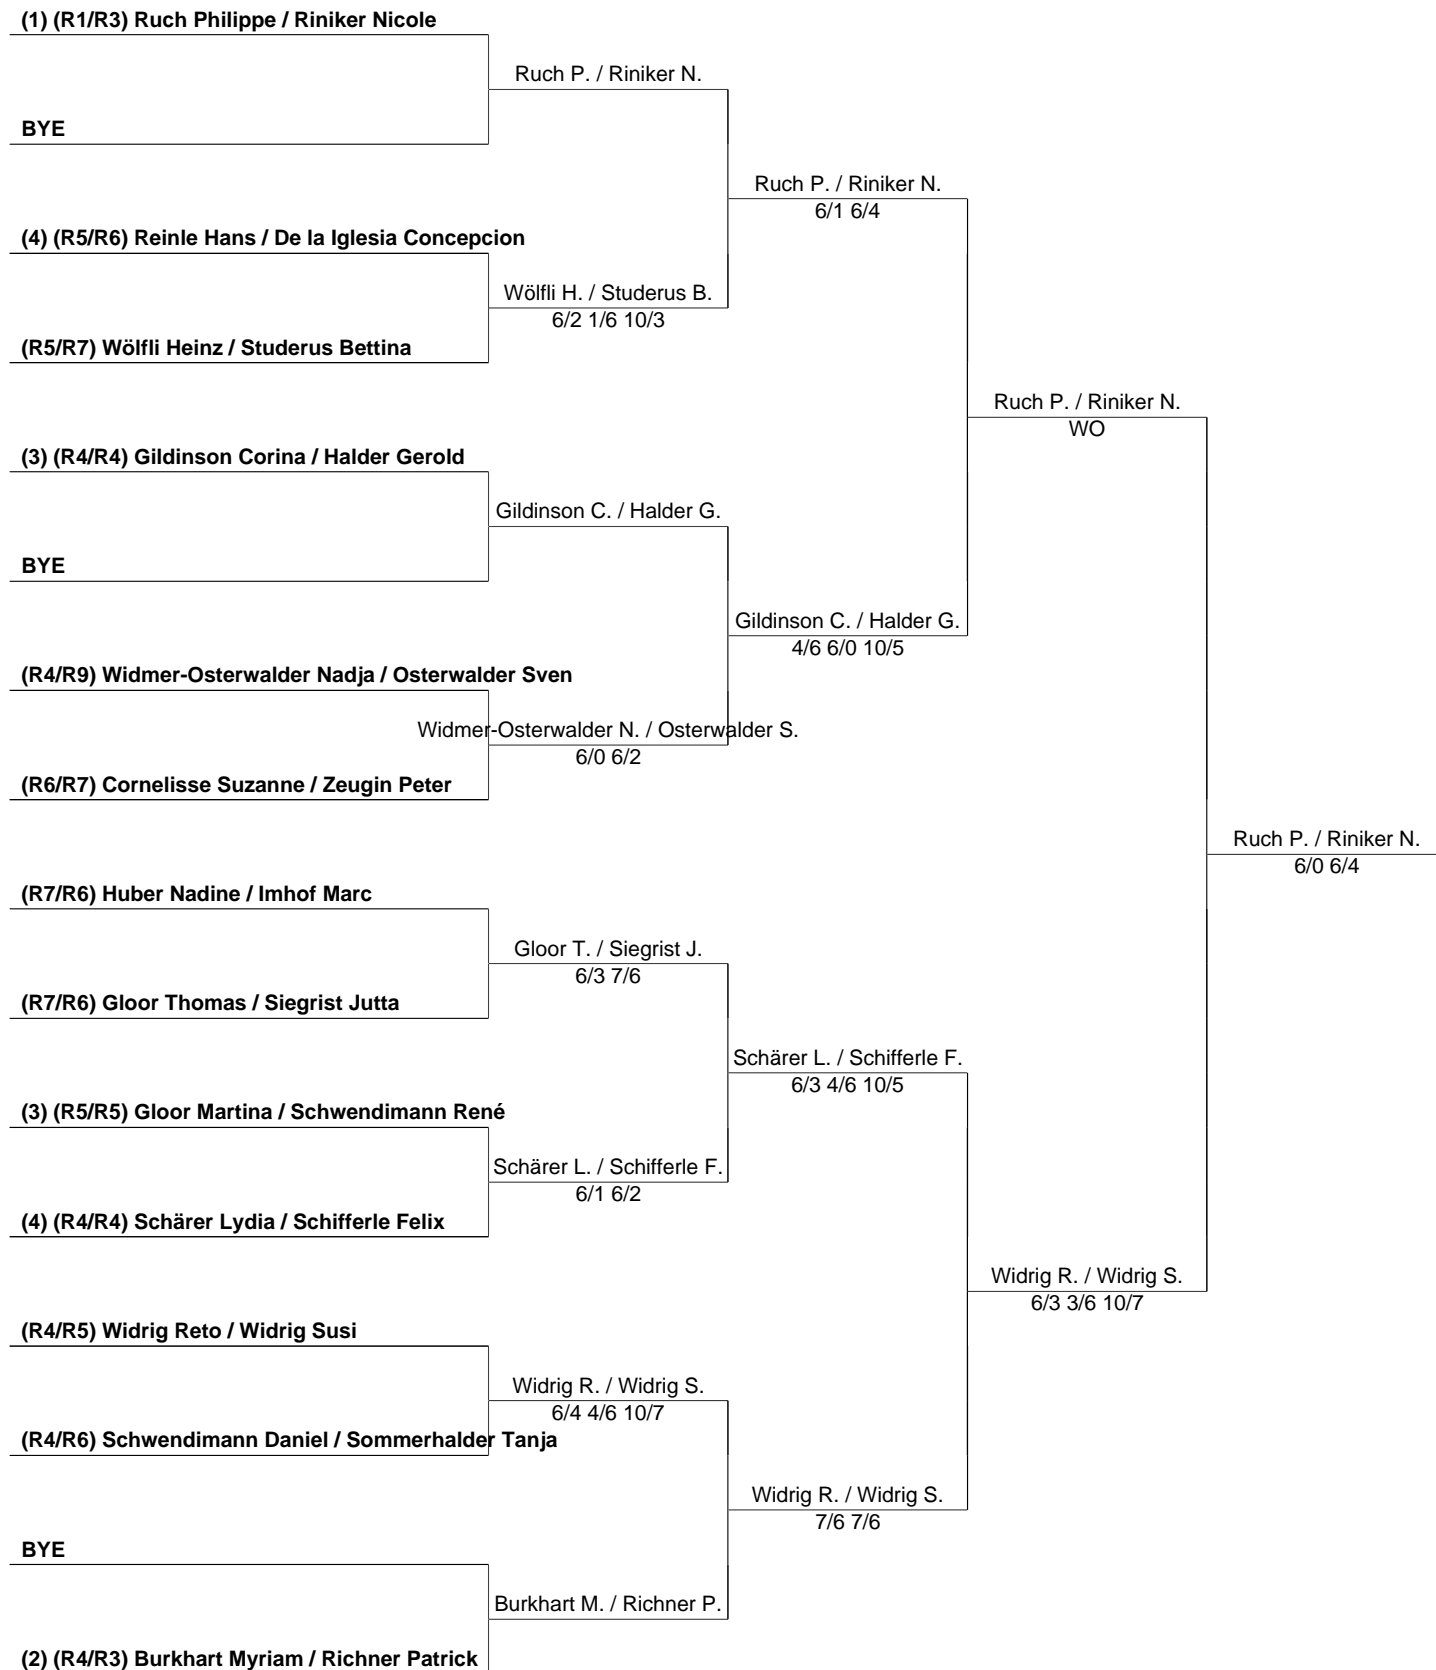 (1) (R1/R3) Ruch Philippe / Riniker Nicole
Ruch P. / Riniker N.
BYE
Ruch P. / Riniker N.
6/1 6/4
(4) (R5/R6) Reinle Hans / De la Iglesia Concepcion
Wölfli H. / Studerus B.
6/2 1/6 10/3
(R5/R7) Wölfli Heinz / Studerus Bettina
Ruch P. / Riniker N.
WO
(3) (R4/R4) Gildinson Corina / Halder Gerold
Gildinson C. / Halder G.
BYE
Gildinson C. / Halder G.
4/6 6/0 10/5
(R4/R9) Widmer-Osterwalder Nadja / Osterwalder Sven
Widmer-Osterwalder N. / Osterwalder S.
6/0 6/2
(R6/R7) Cornelisse Suzanne / Zeugin Peter
Ruch P. / Riniker N.
6/0 6/4
(R7/R6) Huber Nadine / Imhof Marc
Gloor T. / Siegrist J.
6/3 7/6
(R7/R6) Gloor Thomas / Siegrist Jutta
Schärer L. / Schifferle F.
6/3 4/6 10/5
(3) (R5/R5) Gloor Martina / Schwendimann René
Schärer L. / Schifferle F.
6/1 6/2
(4) (R4/R4) Schärer Lydia / Schifferle Felix
Widrig R. / Widrig S.
6/3 3/6 10/7
(R4/R5) Widrig Reto / Widrig Susi
Widrig R. / Widrig S.
6/4 4/6 10/7
(R4/R6) Schwendimann Daniel / Sommerhalder Tanja
Widrig R. / Widrig S.
7/6 7/6
BYE
Burkhart M. / Richner P.
(2) (R4/R3) Burkhart Myriam / Richner Patrick